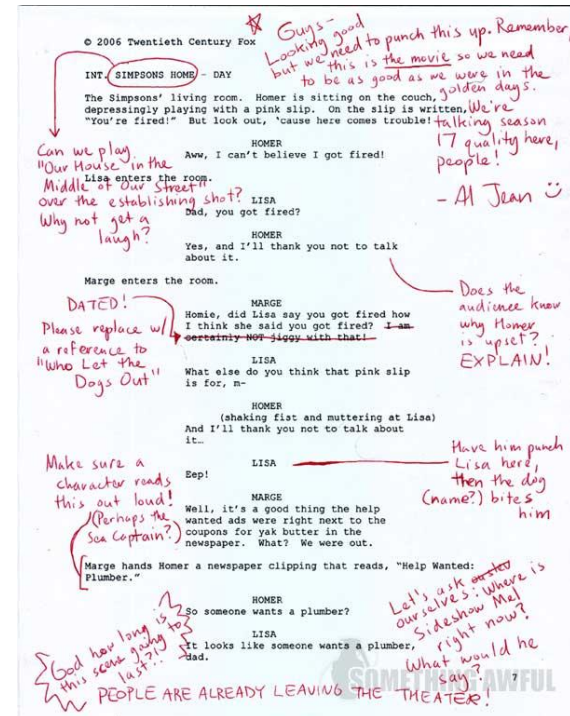 © 2006 Twentieth Century Fox
Guys-
Looking good
but we need to punch this up. Remember,
this is the movie so we need
to be as good as we were in the
golden days.
We're
talking season
17 quality here,
people!
- Al Jean
INT. SIMPSONS HOME - DAY
The Simpsons' living room. Homer is sitting on the couch,
depressingly playing with a pink slip. On the slip is written,
"You're fired!" But look out, 'cause here comes trouble!
HOMER
Aww, I can't believe I got fired!
Can we play
"Our House in the
Middle of Our Street"
over the establishing shot?
Why not get a
laugh?
Lisa enters the room.
LISA
Dad, you got fired?
HOMER
Yes, and I'll thank you not to talk
about it.
Does the
audience know
why Homer
is upset?
EXPLAIN!
Marge enters the room.
MARGE
Homie, did Lisa say you got fired how
I think she said you got fired? I am
certainly NOT jiggy with that!
DATED!
Please replace w/
a reference to
"Who Let the
Dogs Out"
LISA
What else do you think that pink slip
is for, m-
HOMER
(shaking fist and muttering at Lisa)
And I'll thank you not to talk about
it…
LISA
Eep!
Have him punch
Lisa here,
then the dog
(name?) bites
him
MARGE
Well, it's a good thing the help
wanted ads were right next to the
coupons for yak butter in the
newspaper. What? We were out.
Make sure a
character reads
this out loud!
(Perhaps the
Sea Captain?)
Marge hands Homer a newspaper clipping that reads, "Help Wanted:
Plumber."
HOMER
So someone wants a plumber?
LISA
It looks like someone wants a plumber,
dad.
Let's ask
ourselves: Where is
Sideshow Mel
right now?
What would he
say?
God how long is
this scene going to
last?!..
PEOPLE ARE ALREADY LEAVING THE THEATER!
SOMETHING AWFUL
7